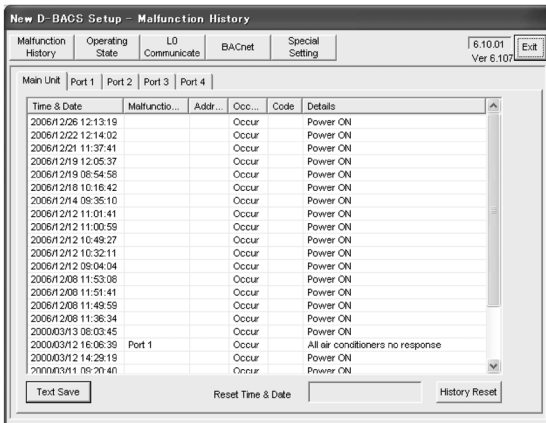 New D-BACS Setup - Malfunction History
Malfunction History Operating State L0 Communicate BACnet Special Setting 6.10.01 Ver 6.107 Exit
Main Unit Port 1 Port 2 Port 3 Port 4
Time & Date Malfunctio... Addr... Occ... Code Details
2006/12/26 12:13:19 Occur Power ON
2006/12/22 12:14:02 Occur Power ON
2006/12/21 11:37:41 Occur Power ON
2006/12/19 12:05:37 Occur Power ON
2006/12/19 08:54:58 Occur Power ON
2006/12/18 10:16:42 Occur Power ON
2006/12/14 09:35:10 Occur Power ON
2006/12/12 11:01:41 Occur Power ON
2006/12/12 11:00:59 Occur Power ON
2006/12/12 10:49:27 Occur Power ON
2006/12/12 10:32:11 Occur Power ON
2006/12/12 09:04:04 Occur Power ON
2006/12/08 11:53:08 Occur Power ON
2006/12/08 11:51:41 Occur Power ON
2006/12/08 11:49:59 Occur Power ON
2006/12/08 11:36:34 Occur Power ON
2000/03/13 08:03:45 Occur Power ON
2000/03/12 16:06:39 Port 1 Occur All air conditioners no response
2000/03/12 14:29:19 Occur Power ON
2000/03/11 09:20:40 Occur Power ON
Text Save Reset Time & Date History Reset